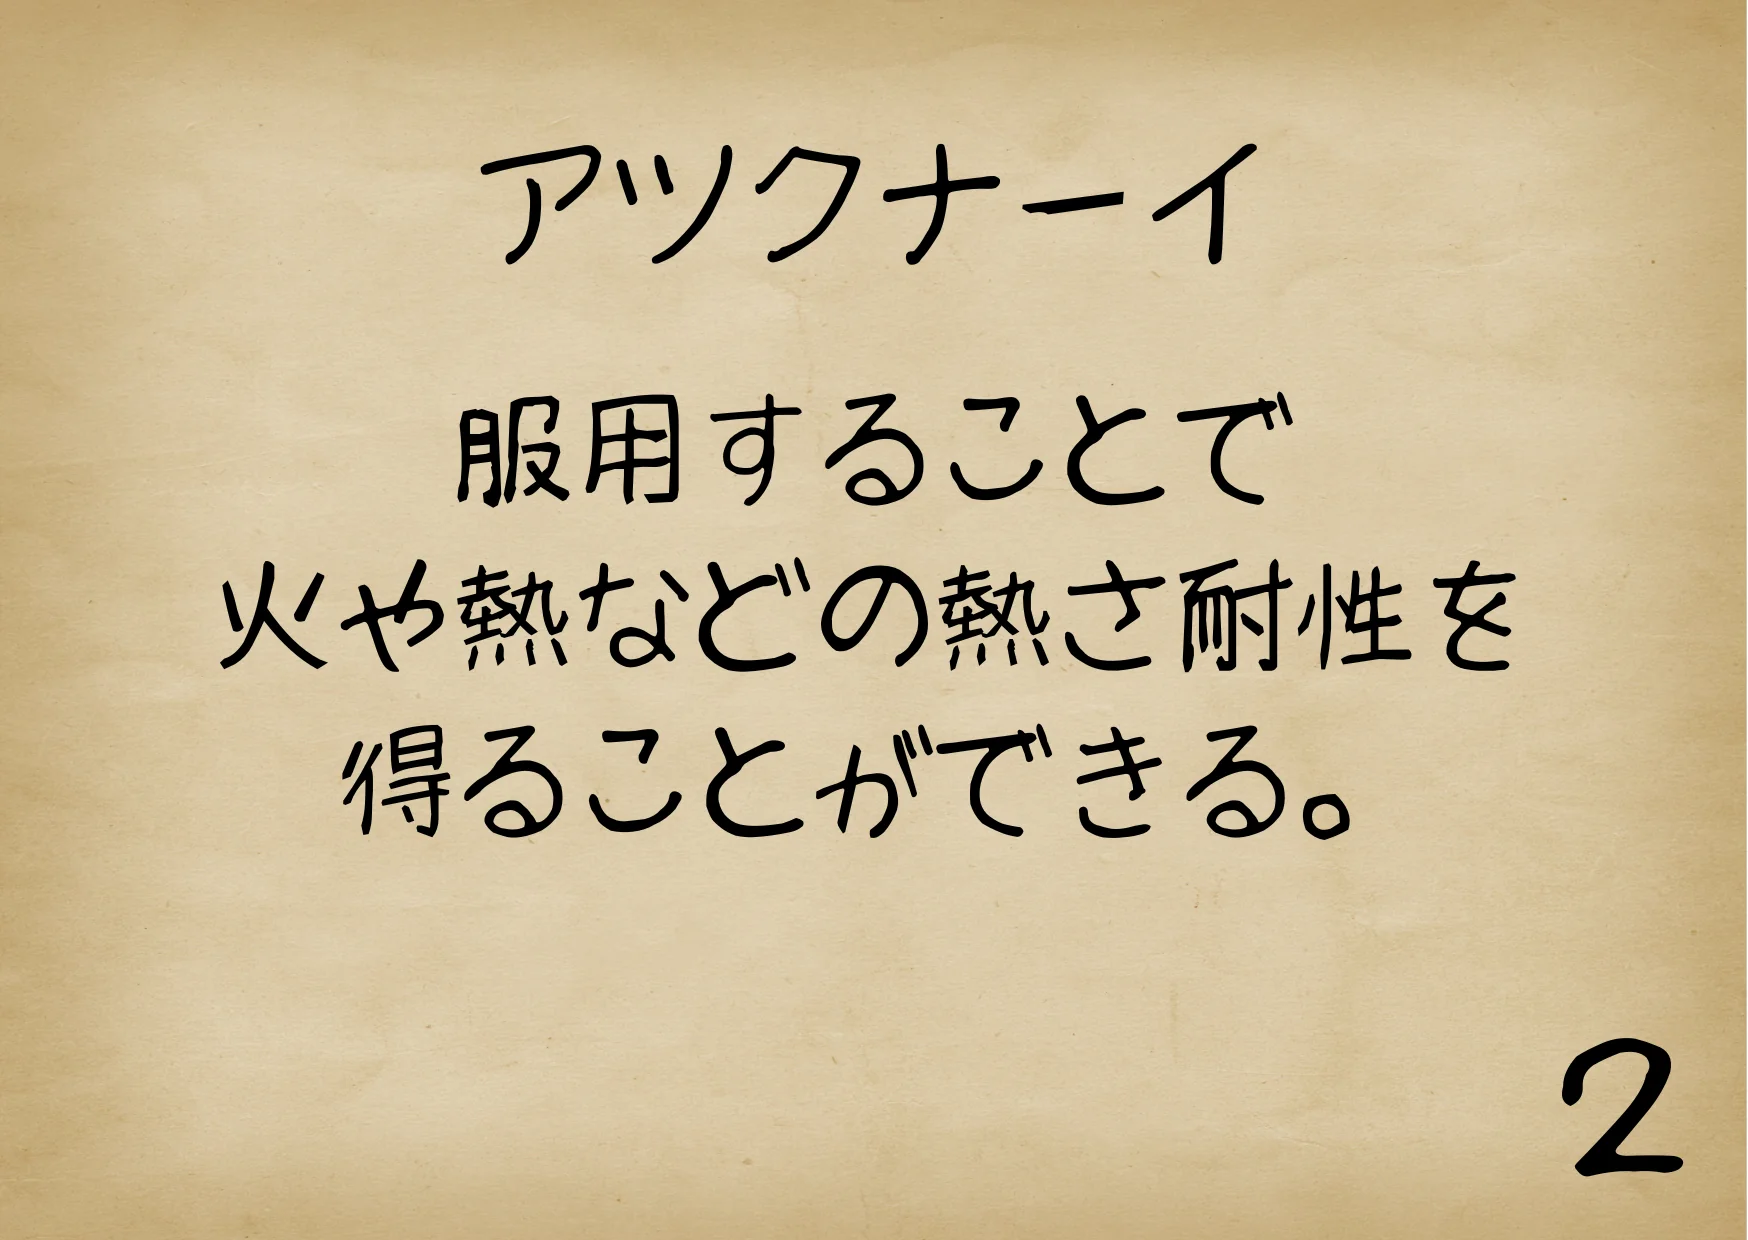 アツクナーイ
服用することで
火や熱などの熱さ耐性を
得ることができる。
2